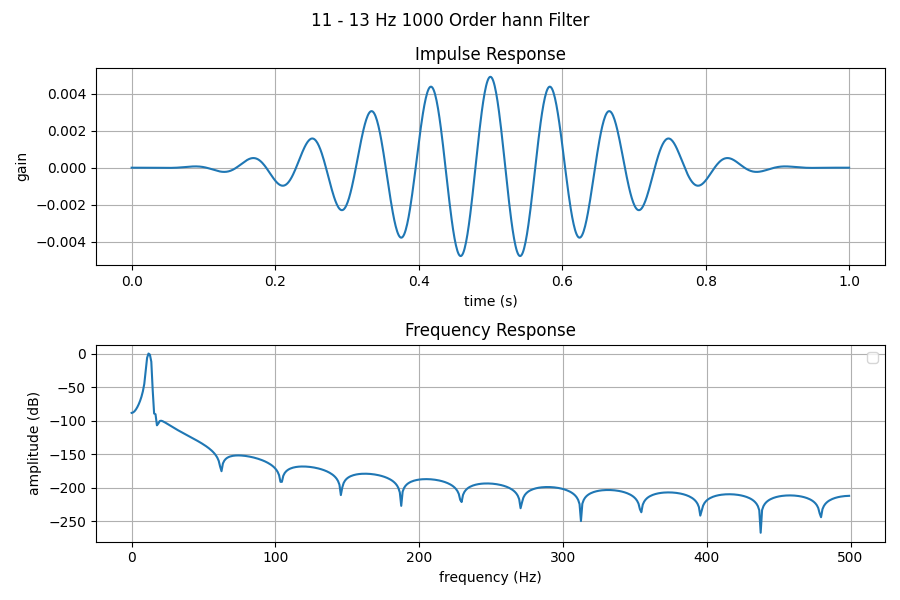 11 - 13 Hz 1000 Order hann Filter
Impulse Response
gain
0.004
0.002
0.000
−0.002
−0.004
0.0 0.2 0.4 0.6 0.8 1.0
time (s)
Frequency Response
amplitude (dB)
0
−50
−100
−150
−200
−250
0 100 200 300 400 500
frequency (Hz)